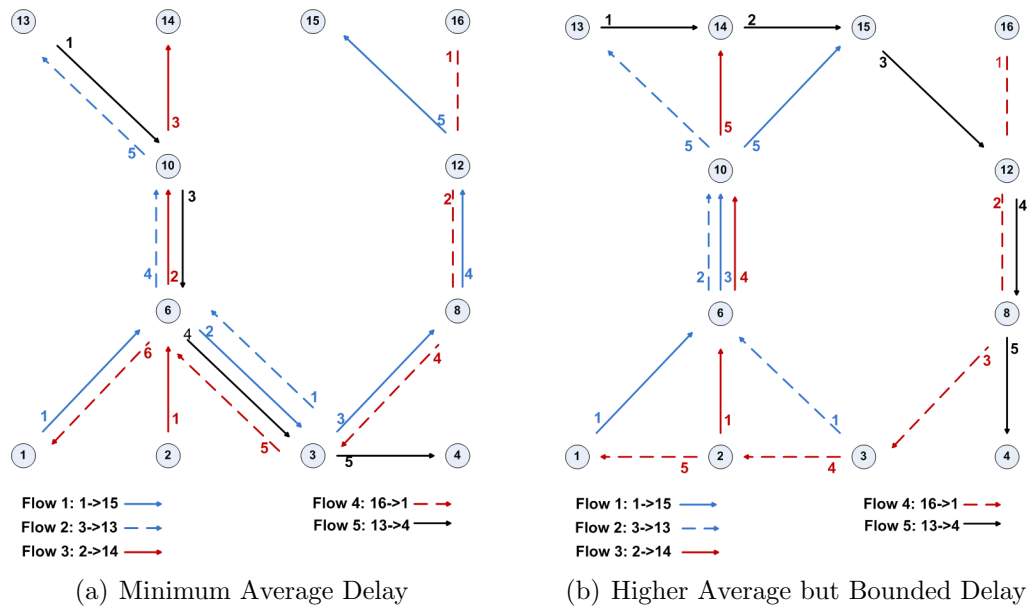 13 14 15 16
1 1
3 5
5 10 12
3 2
4 2 4
6 8
4 2
6 4
1 1
3
1 5
1 2 3 5 4
Flow 1: 1->15 Flow 4: 16->1
Flow 2: 3->13 Flow 5: 13->4
Flow 3: 2->14
(a) Minimum Average Delay
13 1 14 2 15 16
3 1
5 5 5
10 12
2 4
2 3 4
6 8
5
3
1 1 1
1 5 2 4 3 4
Flow 1: 1->15 Flow 4: 16->1
Flow 2: 3->13 Flow 5: 13->4
Flow 3: 2->14
(b) Higher Average but Bounded Delay